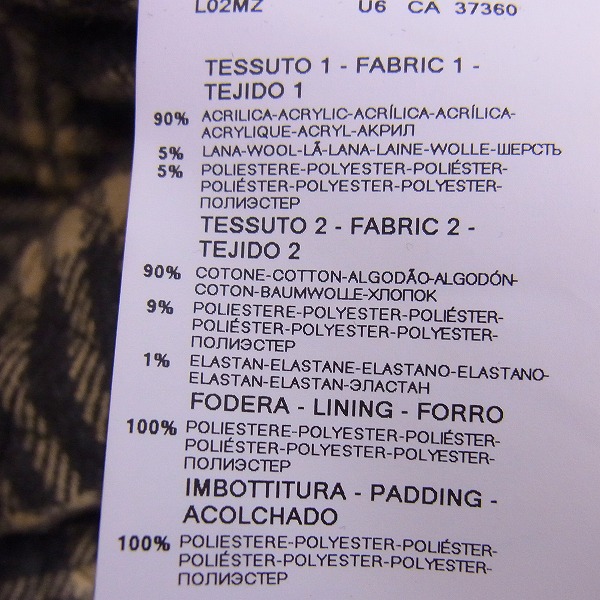 L02MZ U6 CA 37360
TESSUTO 1 - FABRIC 1 -
TEJIDO 1
90% ACRILICA-ACRYLIC-ACRÍLICA-ACRÍLICA-
ACRYLIQUE-ACRYL-АКРИЛ
5% LANA-WOOL-LÃ-LANA-LAINE-WOLLE-ШЕРСТЬ
5% POLIESTERE-POLYESTER-POLIÉSTER-
POLIÉSTER-POLYESTER-POLYESTER-
ПОЛИЭСТЕР
TESSUTO 2 - FABRIC 2 -
TEJIDO 2
90% COTONE-COTTON-ALGODÃO-ALGODÓN-
COTON-BAUMWOLLE-ХЛОПОК
9% POLIESTERE-POLYESTER-POLIÉSTER-
POLIÉSTER-POLYESTER-POLYESTER-
ПОЛИЭСТЕР
1% ELASTAN-ELASTANE-ELASTANO-ELASTANO-
ELASTAN-ELASTAN-ЭЛАСТАН
FODERA - LINING - FORRO
100% POLIESTERE-POLYESTER-POLIÉSTER-
POLIÉSTER-POLYESTER-POLYESTER-
ПОЛИЭСТЕР
IMBOTTITURA - PADDING -
ACOLCHADO
100% POLIESTERE-POLYESTER-POLIÉSTER-
POLIÉSTER-POLYESTER-POLYESTER-
ПОЛИЭСТЕР